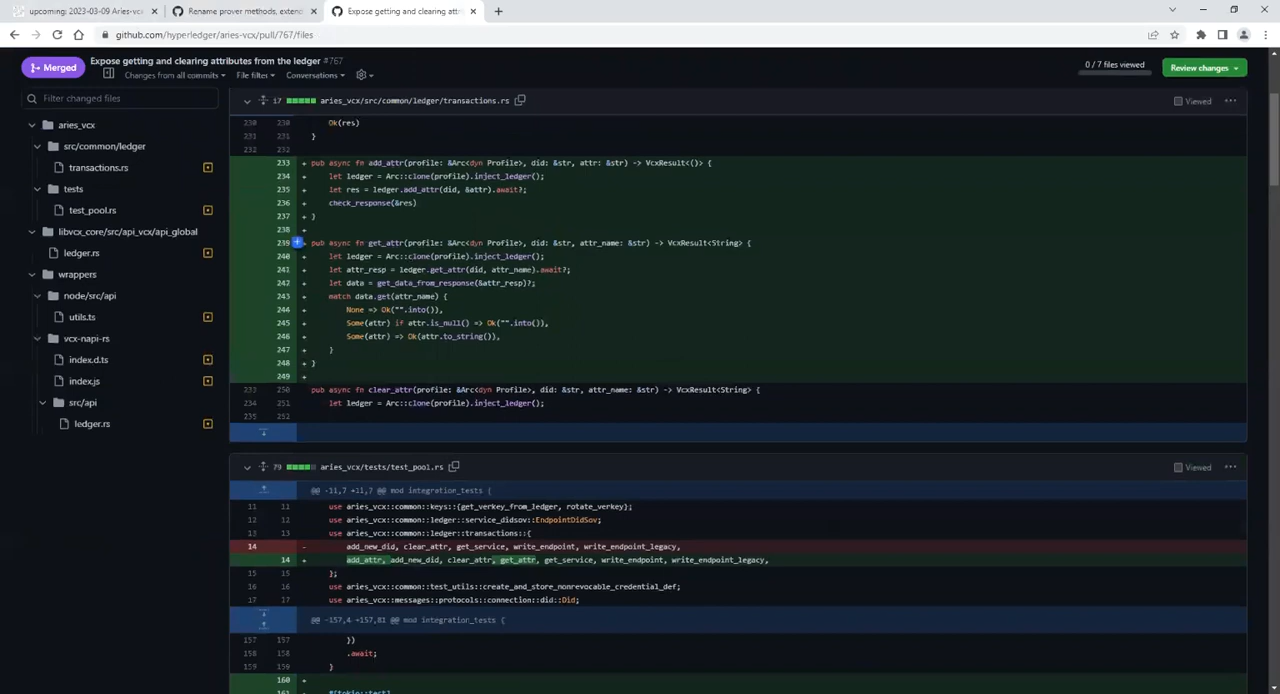 upcoming: 2023-03-09 Aries-vc
Rename prover methods, extend
Expose getting and clearing attr
github.com/hyperledger/aries-vcx/pull/767/files
Merged
Expose getting and clearing attributes from the ledger #767
Changes from all commits
File filter
Conversations
0 / 7 files viewed
Review changes
Filter changed files
aries_vcx
src/common/ledger
transactions.rs
tests
test_pool.rs
libvcx_core/src/api_vcx/api_global
ledger.rs
wrappers
node/src/api
utils.ts
vcx-napi-rs
index.d.ts
index.js
src/api
ledger.rs
17 aries_vcx/src/common/ledger/transactions.rs
Viewed
230 230 Ok(res)
231 231 }
232 232
233 + pub async fn add_attr(profile: &Arc<dyn Profile>, did: &str, attr: &str) -> VcxResult<()> {
234 + let ledger = Arc::clone(profile).inject_ledger();
235 + let res = ledger.add_attr(did, &attr).await?;
236 + check_response(&res)
237 + }
238 +
239 + pub async fn get_attr(profile: &Arc<dyn Profile>, did: &str, attr_name: &str) -> VcxResult<String> {
240 + let ledger = Arc::clone(profile).inject_ledger();
241 + let attr_resp = ledger.get_attr(did, attr_name).await?;
242 + let data = get_data_from_response(&attr_resp)?;
243 + match data.get(attr_name) {
244 + None => Ok("".into()),
245 + Some(attr) if attr.is_null() => Ok("".into()),
246 + Some(attr) => Ok(attr.to_string()),
247 + }
248 + }
249 +
233 250 pub async fn clear_attr(profile: &Arc<dyn Profile>, did: &str, attr_name: &str) -> VcxResult<String> {
234 251 let ledger = Arc::clone(profile).inject_ledger();
235 252
79 aries_vcx/tests/test_pool.rs
Viewed
@@ -11,7 +11,7 @@ mod integration_tests {
11 11 use aries_vcx::common::keys::{get_verkey_from_ledger, rotate_verkey};
12 12 use aries_vcx::common::ledger::service_didsov::EndpointDidSov;
13 13 use aries_vcx::common::ledger::transactions::{
14 - add_new_did, clear_attr, get_service, write_endpoint, write_endpoint_legacy,
14 + add_attr, add_new_did, clear_attr, get_attr, get_service, write_endpoint, write_endpoint_legacy,
15 15 };
16 16 use aries_vcx::common::test_utils::create_and_store_nonrevocable_credential_def;
17 17 use aries_vcx::messages::protocols::connection::did::Did;
@@ -157,4 +157,81 @@ mod integration_tests {
157 157 })
158 158 .await;
159 159 }
160 +
161 + #[tokio::test]